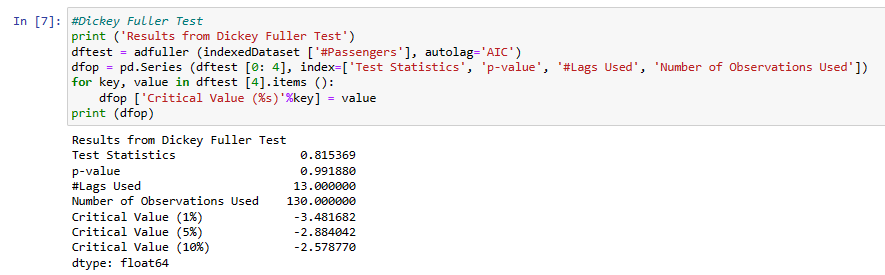 In [7]: #Dickey Fuller Test
print ('Results from Dickey Fuller Test')
dftest = adfuller (indexedDataset ['#Passengers'], autolag='AIC')
dfop = pd.Series (dftest [0: 4], index=['Test Statistics', 'p-value', '#Lags Used', 'Number of Observations Used'])
for key, value in dftest [4].items ():
    dfop ['Critical Value (%s)'%key] = value
print (dfop)
Results from Dickey Fuller Test
Test Statistics                  0.815369
p-value                          0.991880
#Lags Used                      13.000000
Number of Observations Used    130.000000
Critical Value (1%)             -3.481682
Critical Value (5%)             -2.884042
Critical Value (10%)            -2.578770
dtype: float64